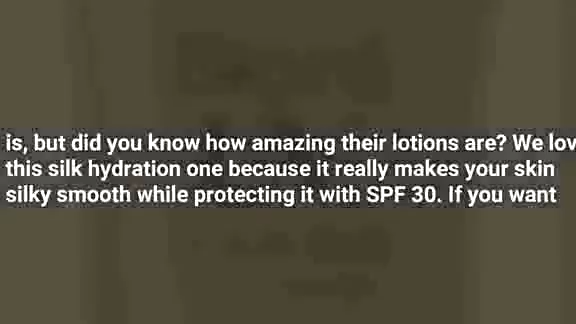 is, but did you know how amazing their lotions are? We lov
this silk hydration one because it really makes your skin
silky smooth while protecting it with SPF 30. If you want